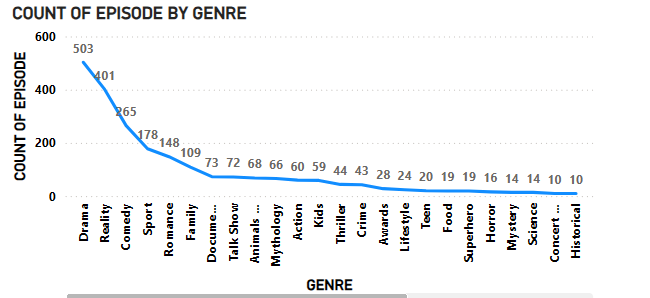 COUNT OF EPISODE BY GENRE
COUNT OF EPISODE
600
400
200
0
503
401
265
178
148
109
73
72
68
66
60
59
44
43
28
24
20
19
19
16
14
14
10
10
Drama
Reality
Comedy
Sport
Romance
Family
Docume ...
Talk Show
Animals ...
Mythology
Action
Kids
Thriller
Crime
Awards
Lifestyle
Teen
Food
Superhero
Horror
Mystery
Science
Concert ...
Historical
GENRE